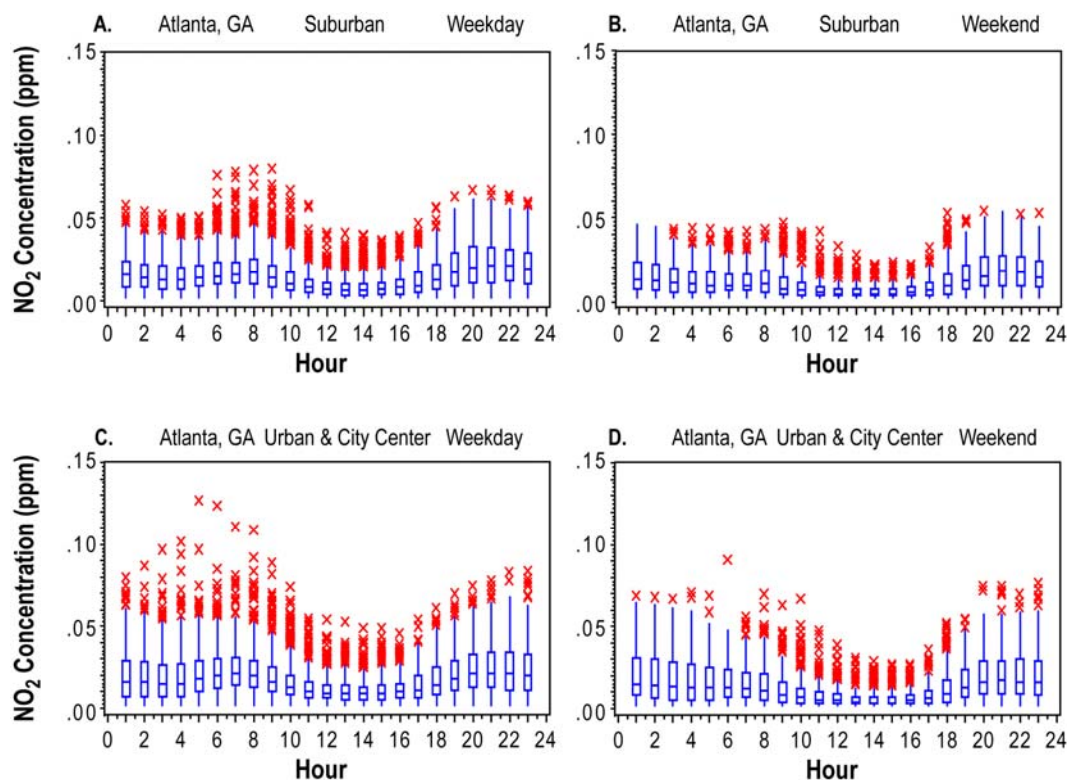 A. Atlanta, GA Suburban Weekday
NO2 Concentration (ppm)
.15
.10
.05
.00
0 2 4 6 8 10 12 14 16 18 20 22 24
Hour
B. Atlanta, GA Suburban Weekend
.15
.10
.05
.00
0 2 4 6 8 10 12 14 16 18 20 22 24
Hour
C. Atlanta, GA Urban & City Center Weekday
NO2 Concentration (ppm)
.15
.10
.05
.00
0 2 4 6 8 10 12 14 16 18 20 22 24
Hour
D. Atlanta, GA Urban & City Center Weekend
.15
.10
.05
.00
0 2 4 6 8 10 12 14 16 18 20 22 24
Hour